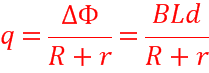 q = ΔΦ / (R + r) = BLd / (R + r)